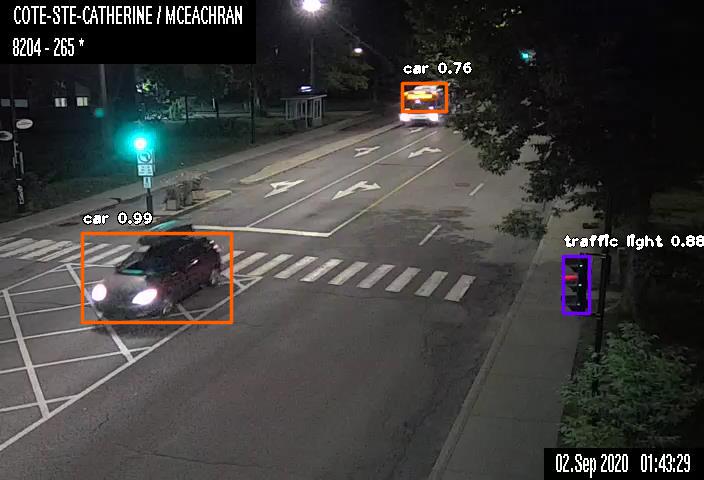 COTE-STE-CATHERINE / MCEACHRAN
8204 - 265 *
car 0.76
car 0.99
traffic light 0.88
02.Sep 2020 01:43:29